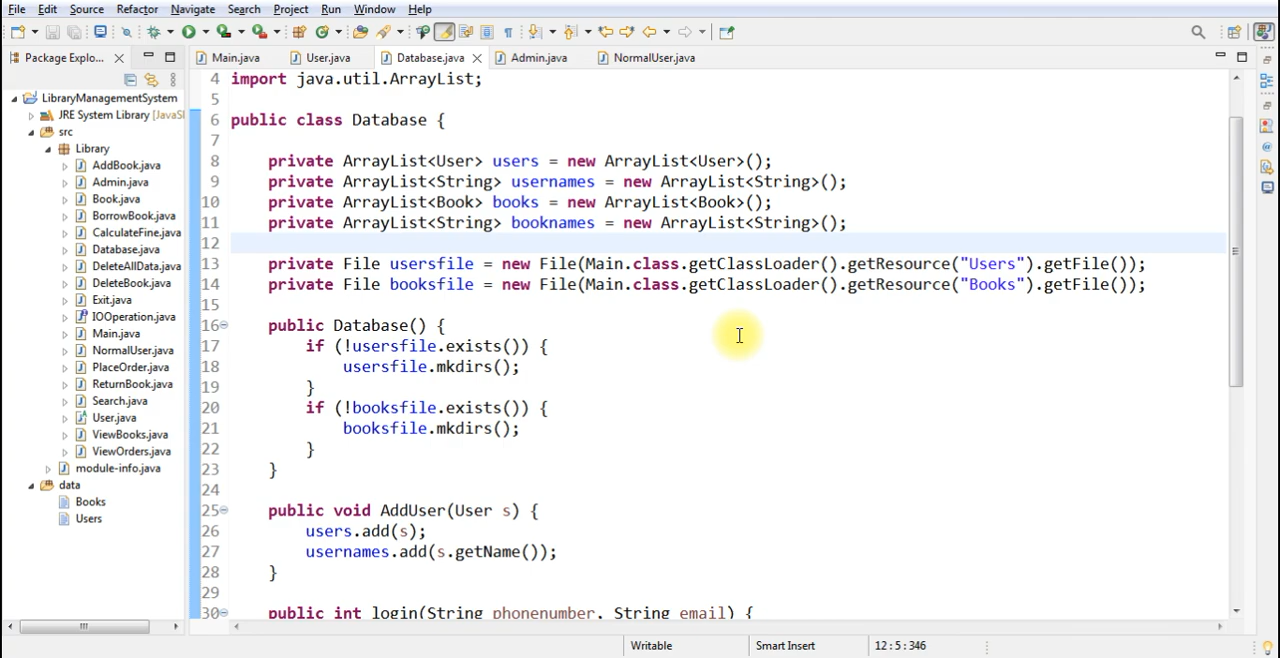 File Edit Source Refactor Navigate Search Project Run Window Help
Package Explo...
Main.java
User.java
Database.java
Admin.java
NormalUser.java
LibraryManagementSystem
JRE System Library [JavaS
src
Library
AddBook.java
Admin.java
Book.java
BorrowBook.java
CalculateFine.java
Database.java
DeleteAllData.java
DeleteBook.java
Exit.java
IOOperation.java
Main.java
NormalUser.java
PlaceOrder.java
ReturnBook.java
Search.java
User.java
ViewBooks.java
ViewOrders.java
module-info.java
data
Books
Users
4 import java.util.ArrayList;
5
6 public class Database {
7
8 private ArrayList<User> users = new ArrayList<User>();
9 private ArrayList<String> usernames = new ArrayList<String>();
10 private ArrayList<Book> books = new ArrayList<Book>();
11 private ArrayList<String> booknames = new ArrayList<String>();
12
13 private File usersfile = new File(Main.class.getClassLoader().getResource("Users").getFile());
14 private File booksfile = new File(Main.class.getClassLoader().getResource("Books").getFile());
15
16 public Database() {
17 if (!usersfile.exists()) {
18 usersfile.mkdirs();
19 }
20 if (!booksfile.exists()) {
21 booksfile.mkdirs();
22 }
23 }
24
25 public void AddUser(User s) {
26 users.add(s);
27 usernames.add(s.getName());
28 }
29
30 public int login(String phonenumber, String email) {
Writable Smart Insert 12 : 5 : 346